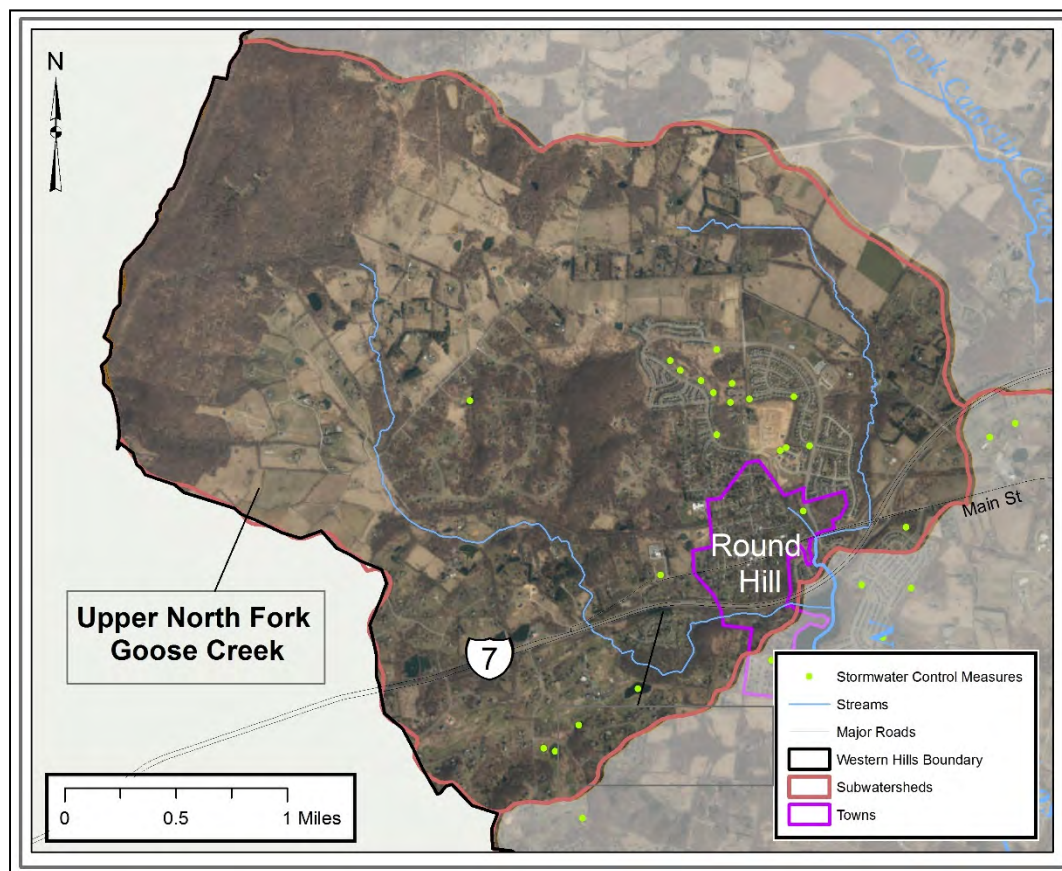 N
Fork Catoctin Creek
Main St
Round
Hill
Upper North Fork
Goose Creek
7
Stormwater Control Measures
Streams
Major Roads
Western Hills Boundary
Subwatersheds
Towns
0 0.5 1 Miles